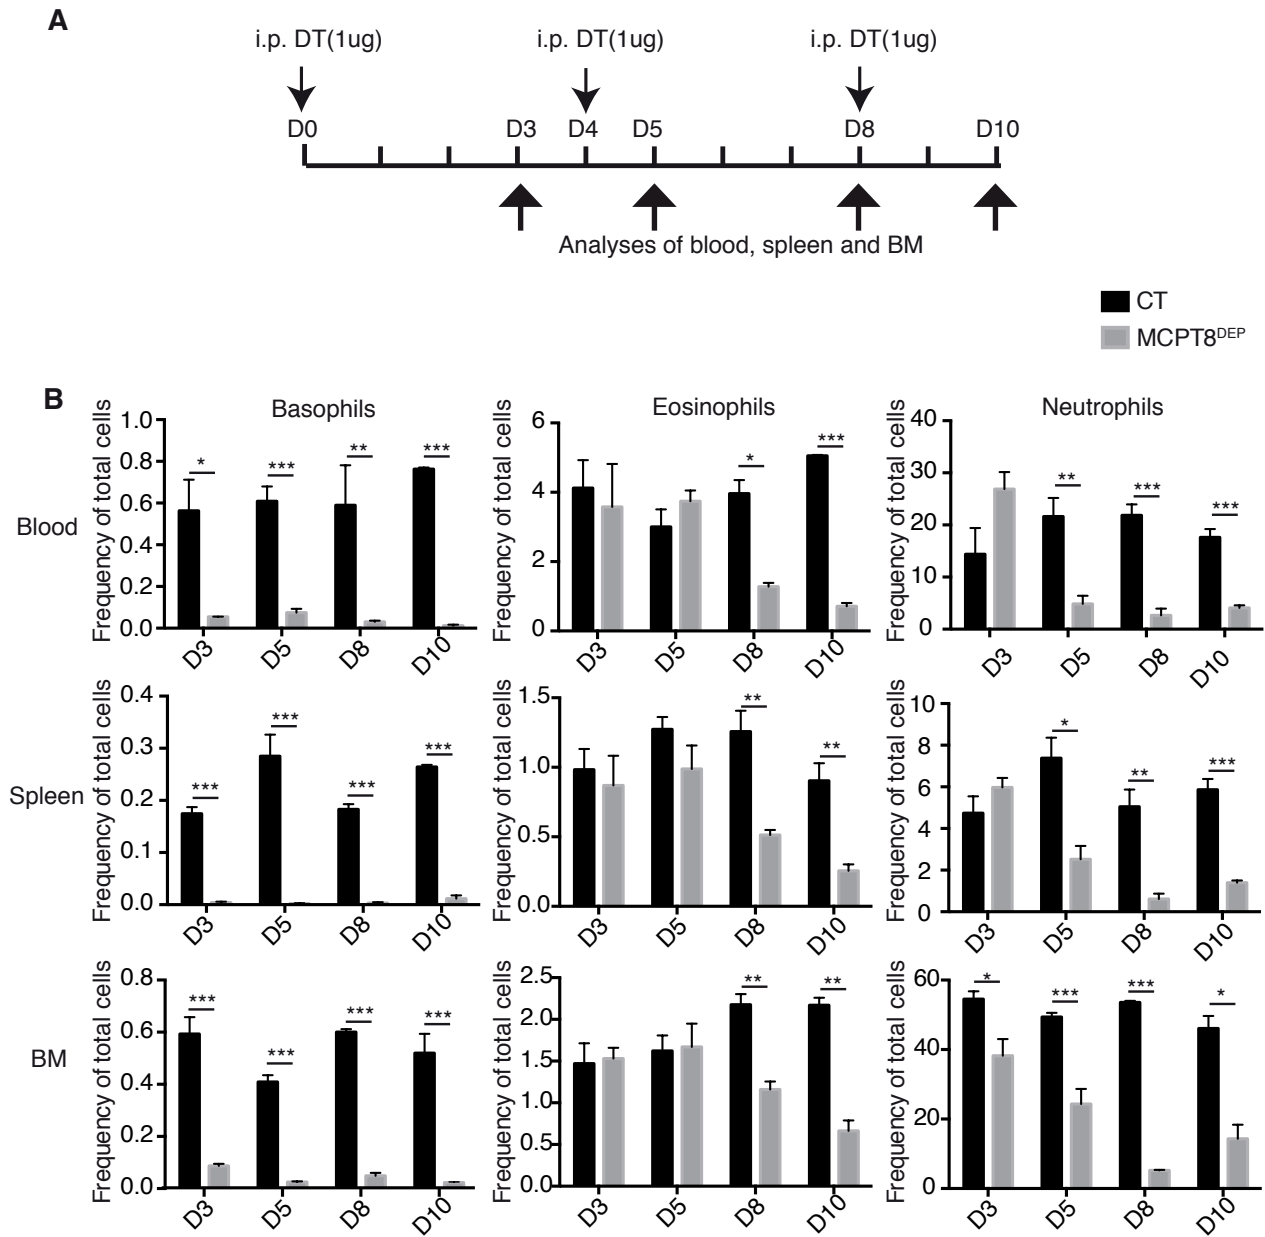 A
i.p. DT(1ug) i.p. DT(1ug) i.p. DT(1ug)
D0 D3 D4 D5 D8 D10
Analyses of blood, spleen and BM
CT
MCPT8DEP
B
Basophils Eosinophils Neutrophils
Blood
Frequency of total cells
1.0
0.8
0.6
0.4
0.2
0.0
* *** ** ***
D3 D5 D8 D10
Frequency of total cells
6
4
2
0
* ***
D3 D5 D8 D10
Frequency of total cells
40
30
20
10
0
** *** ***
D3 D5 D8 D10
Spleen
Frequency of total cells
0.4
0.3
0.2
0.1
0.0
*** *** *** ***
D3 D5 D8 D10
Frequency of total cells
1.5
1.0
0.5
0.0
** **
D3 D5 D8 D10
Frequency of total cells
10
8
6
4
2
0
* ** ***
D3 D5 D8 D10
BM
Frequency of total cells
0.8
0.6
0.4
0.2
0.0
*** *** *** ***
D3 D5 D8 D10
Frequency of total cells
2.5
2.0
1.5
1.0
0.5
0.0
** **
D3 D5 D8 D10
Frequency of total cells
60
40
20
0
* *** *** *
D3 D5 D8 D10